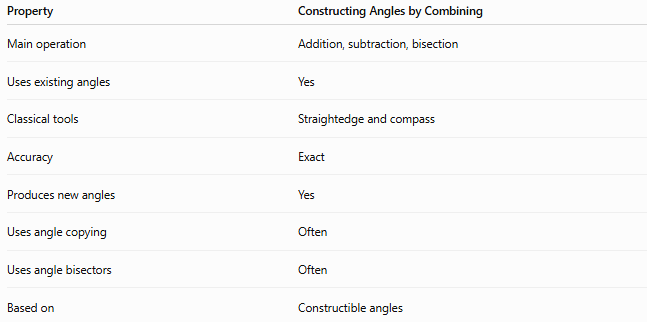 Property Constructing Angles by Combining
Main operation Addition, subtraction, bisection
Uses existing angles Yes
Classical tools Straightedge and compass
Accuracy Exact
Produces new angles Yes
Uses angle copying Often
Uses angle bisectors Often
Based on Constructible angles